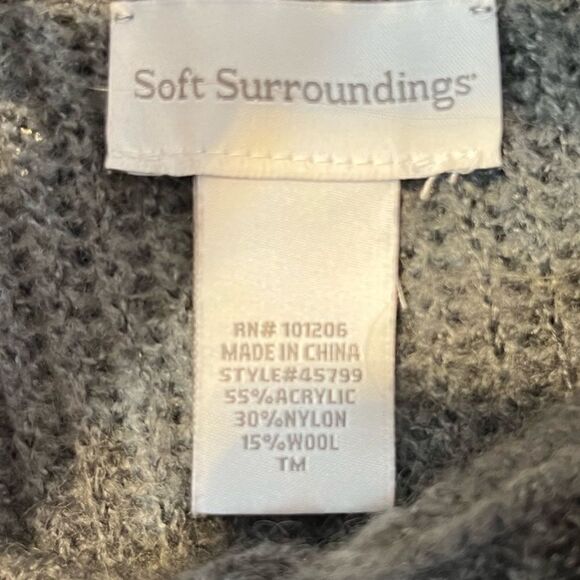 Soft Surroundings®
RN# 101206
MADE IN CHINA
STYLE#45799
55%ACRYLIC
30%NYLON
15%WOOL
TM